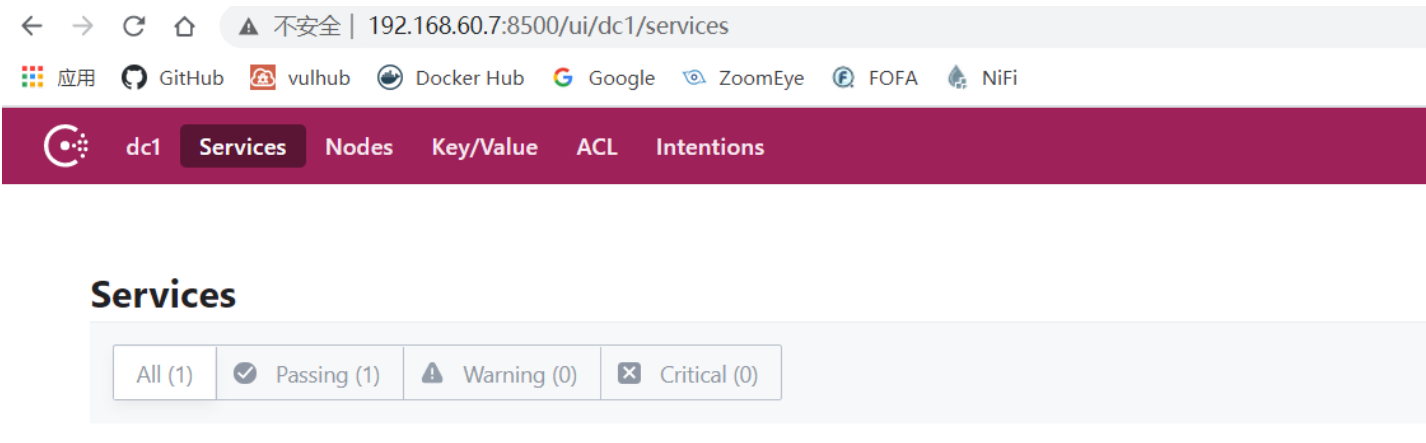 不安全 | 192.168.60.7:8500/ui/dc1/services
应用 GitHub vulhub Docker Hub Google ZoomEye FOFA NiFi
dc1 Services Nodes Key/Value ACL Intentions
Services
All (1) Passing (1) Warning (0) Critical (0)